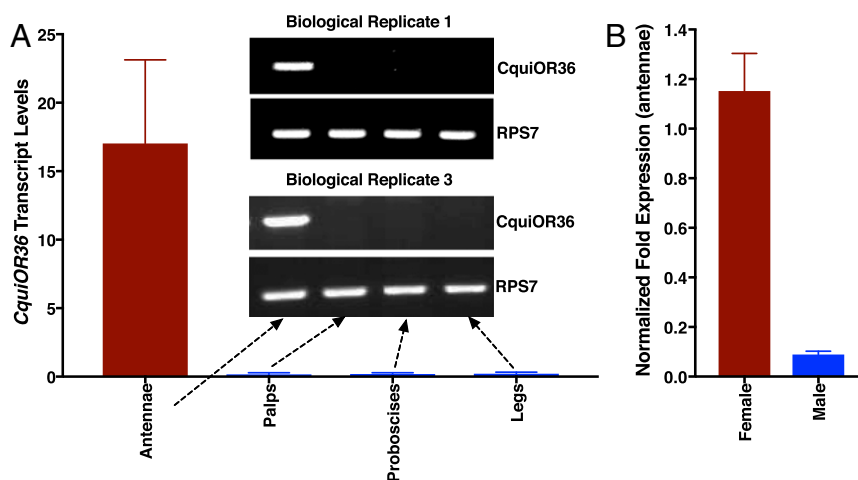 A
CquiOR36 Transcript Levels
25
20
15
10
5
0
Biological Replicate 1
CquiOR36
RPS7
Biological Replicate 3
CquiOR36
RPS7
Antennae
Palps
Proboscises
Legs
B
Normalized Fold Expression (antennae)
1.4
1.2
1.0
0.8
0.6
0.4
0.2
0.0
Female
Male